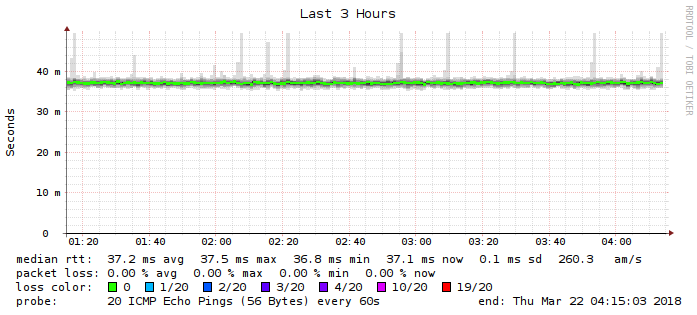 Last 3 Hours
RRDTOOL / TOBI OETIKER
Seconds
40 m
30 m
20 m
10 m
0
01:20 01:40 02:00 02:20 02:40 03:00 03:20 03:40 04:00
median rtt: 37.2 ms avg 37.5 ms max 36.8 ms min 37.1 ms now 0.1 ms sd 260.3 am/s
packet loss: 0.00 % avg 0.00 % max 0.00 % min 0.00 % now
loss color: 0 1/20 2/20 3/20 4/20 10/20 19/20
probe: 20 ICMP Echo Pings (56 Bytes) every 60s end: Thu Mar 22 04:15:03 2018